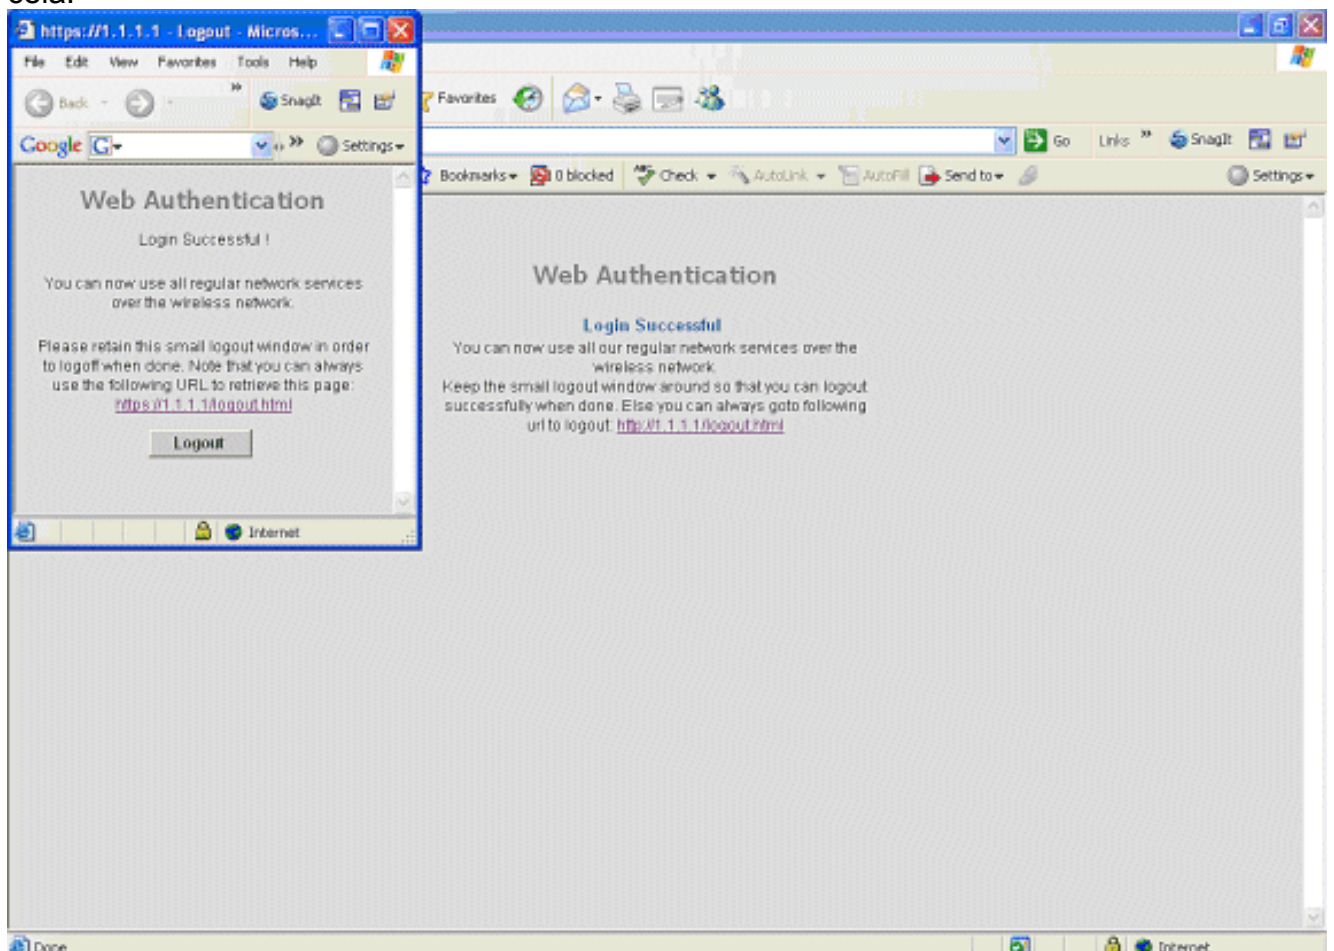 cela.
https://1.1.1.1 - Logout - Micros...
File Edit View Favorites Tools Help
Back
SnagIt
Google G
Settings
Web Authentication
Login Successful !
You can now use all regular network services
over the wireless network.
Please retain this small logout window in order
to logoff when done. Note that you can always
use the following URL to retrieve this page:
https://1.1.1.1/logout.html
Logout
Internet
Favorites
Go Links » SnagIt
Bookmarks 0 blocked Check AutoLink AutoFill Send to Settings
Web Authentication
Login Successful
You can now use all our regular network services over the
wireless network.
Keep the small logout window around so that you can logout
successfully when done. Else you can always goto following
url to logout: http://1.1.1.1/logout.html
Done
Internet